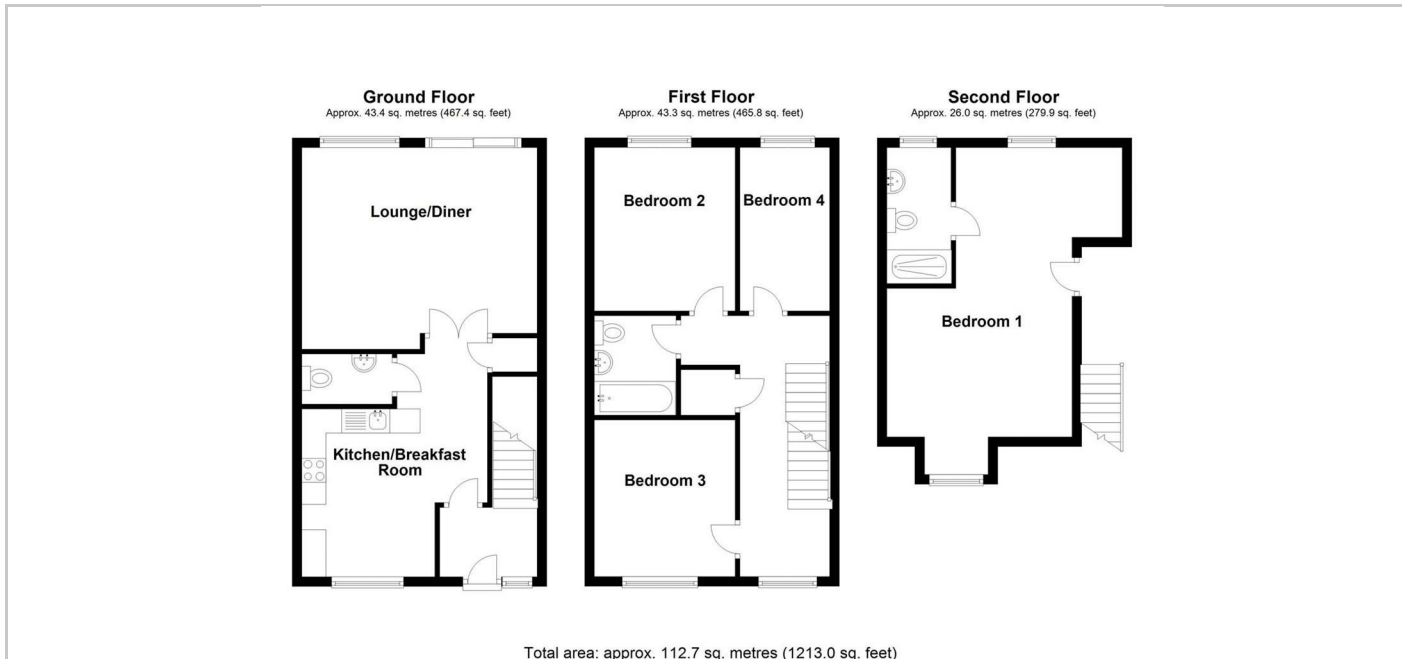 Ground Floor
Approx. 43.4 sq. metres (467.4 sq. feet)
Lounge/Diner
Kitchen/Breakfast
Room
First Floor
Approx. 43.3 sq. metres (465.8 sq. feet)
Bedroom 2
Bedroom 4
Bedroom 3
Second Floor
Approx. 26.0 sq. metres (279.9 sq. feet)
Bedroom 1
Total area: approx. 112.7 sq. metres (1213.0 sq. feet)